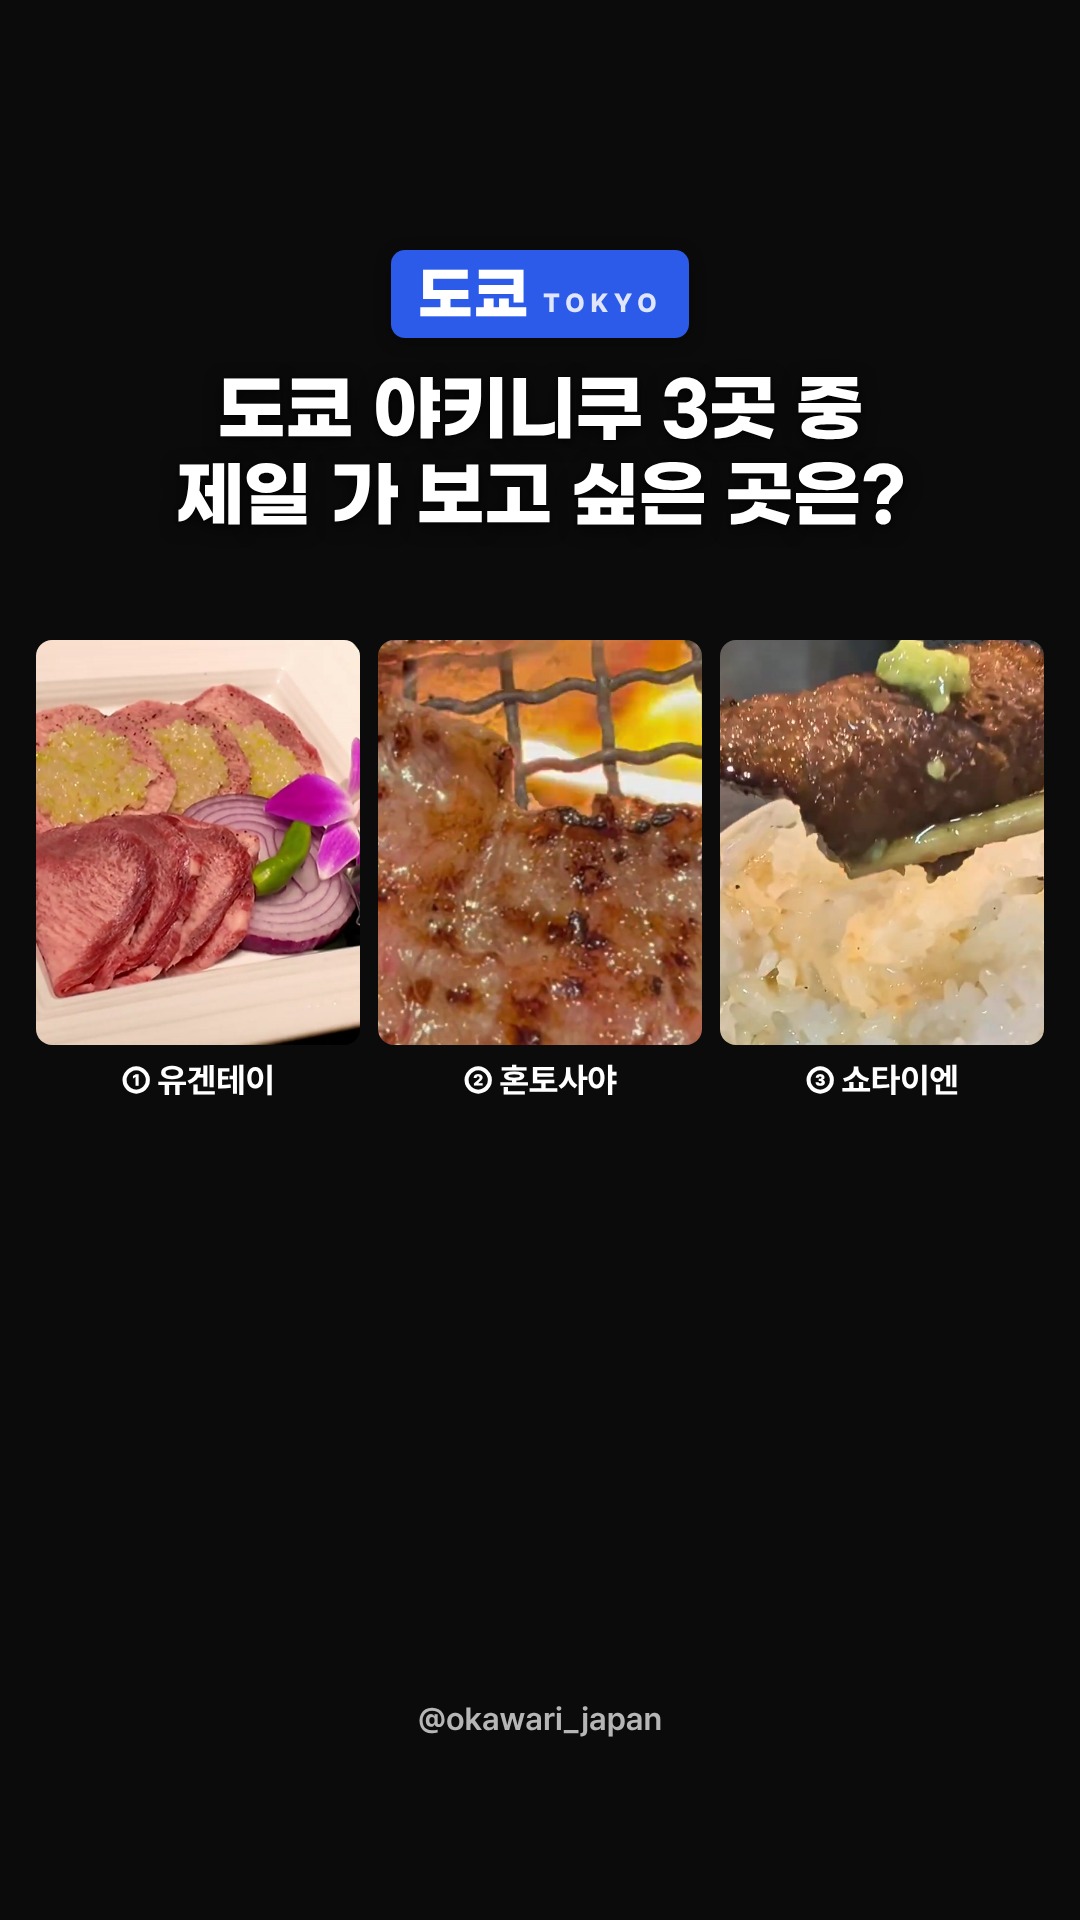 도쿄 TOKYO
도쿄 야키니쿠 3곳 중
제일 가 보고 싶은 곳은?
① 유겐테이
② 혼토사야
③ 쇼타이엔
@okawari_japan